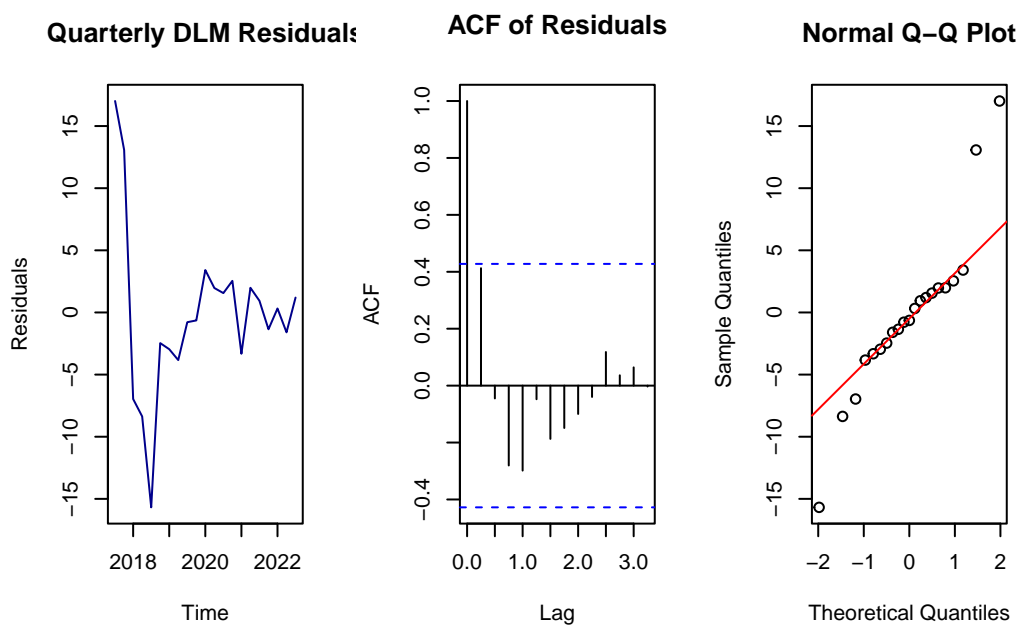 Quarterly DLM Residuals
Residuals
15
10
5
0
−5
−10
−15
2018 2020 2022
Time
ACF of Residuals
ACF
1.0
0.8
0.6
0.4
0.2
0.0
−0.4
0.0 1.0 2.0 3.0
Lag
Normal Q−Q Plot
Sample Quantiles
15
10
5
0
−5
−10
−15
−2 −1 0 1 2
Theoretical Quantiles